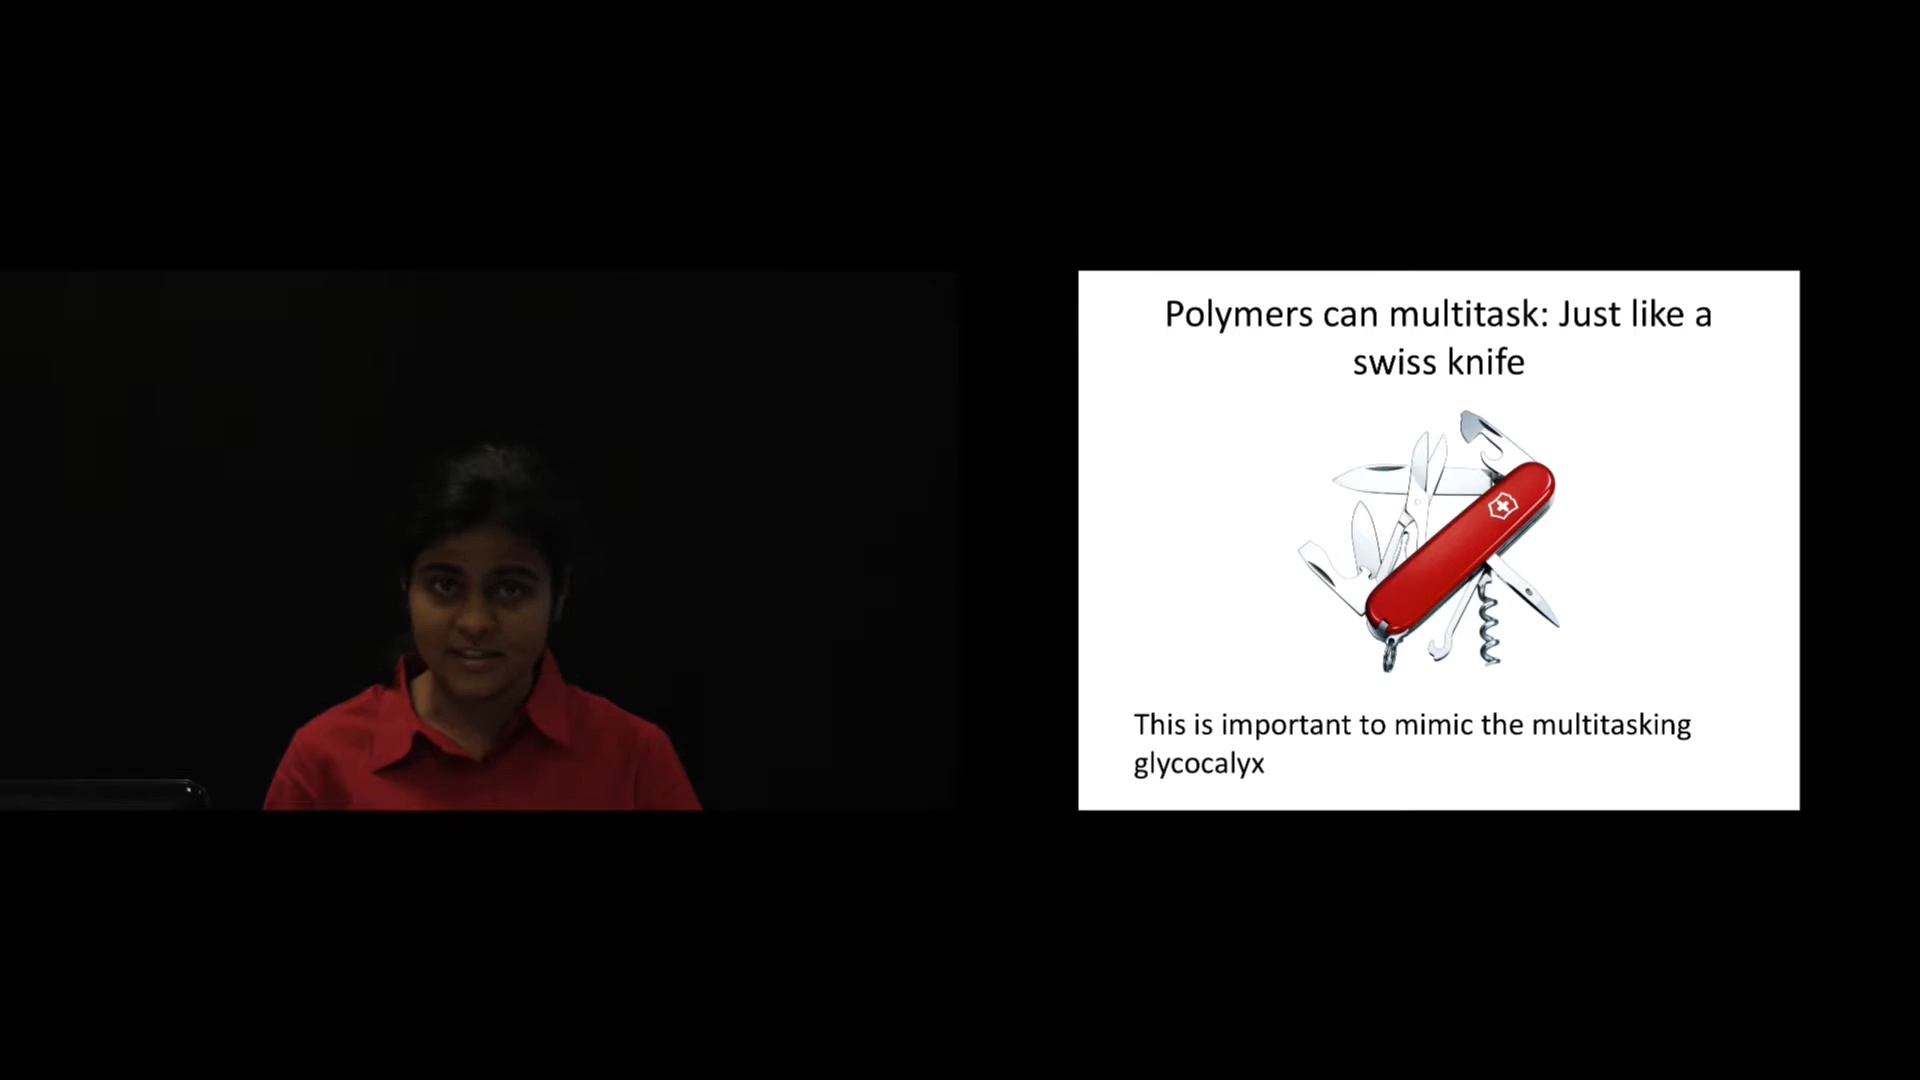 Polymers can multitask: Just like a
swiss knife
This is important to mimic the multitasking
glycocalyx